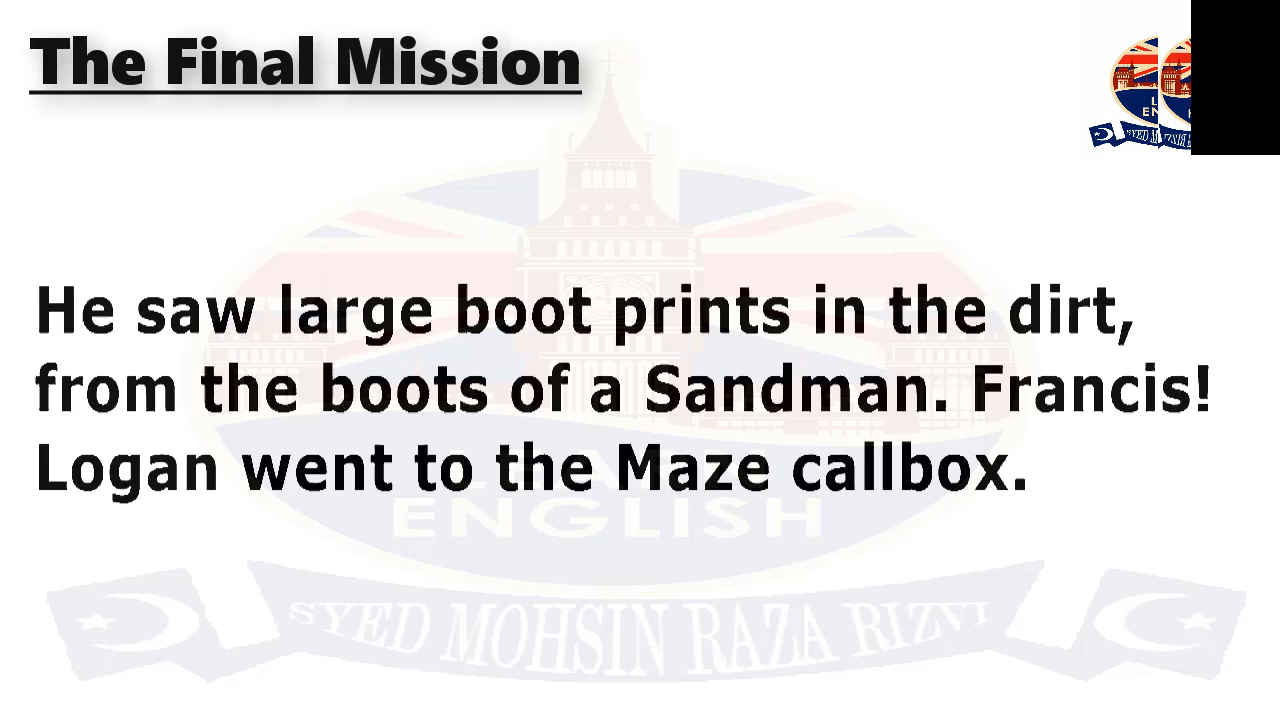 The Final Mission
He saw large boot prints in the dirt,
from the boots of a Sandman. Francis!
Logan went to the Maze callbox.
ENGLISH
SYED MOHSIN RAZA RIZVI